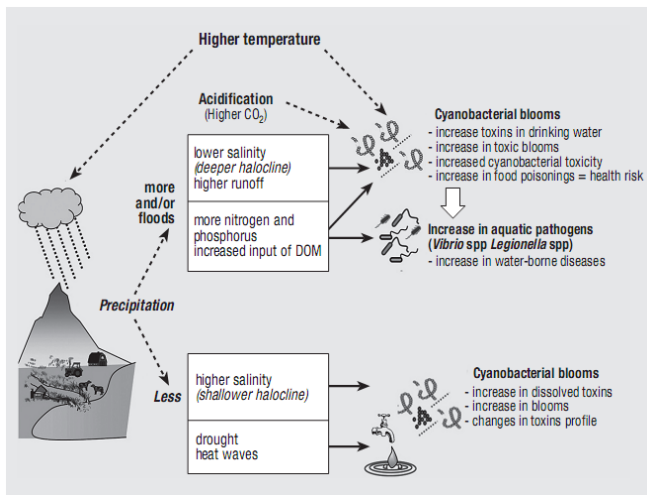 Higher temperature
Acidification
(Higher CO2)
lower salinity
(deeper halocline)
higher runoff
more nitrogen and
phosphorus
increased input of DOM
more
and/or
floods
Cyanobacterial blooms
- increase toxins in drinking water
- increase in toxic blooms
- increased cyanobacterial toxicity
- increase in food poisonings = health risk
Increase in aquatic pathogens
(Vibrio spp Legionella spp)
- increase in water-borne diseases
Precipitation
Less
higher salinity
(shallower halocline)
drought
heat waves
Cyanobacterial blooms
- increase in dissolved toxins
- increase in blooms
- changes in toxins profile